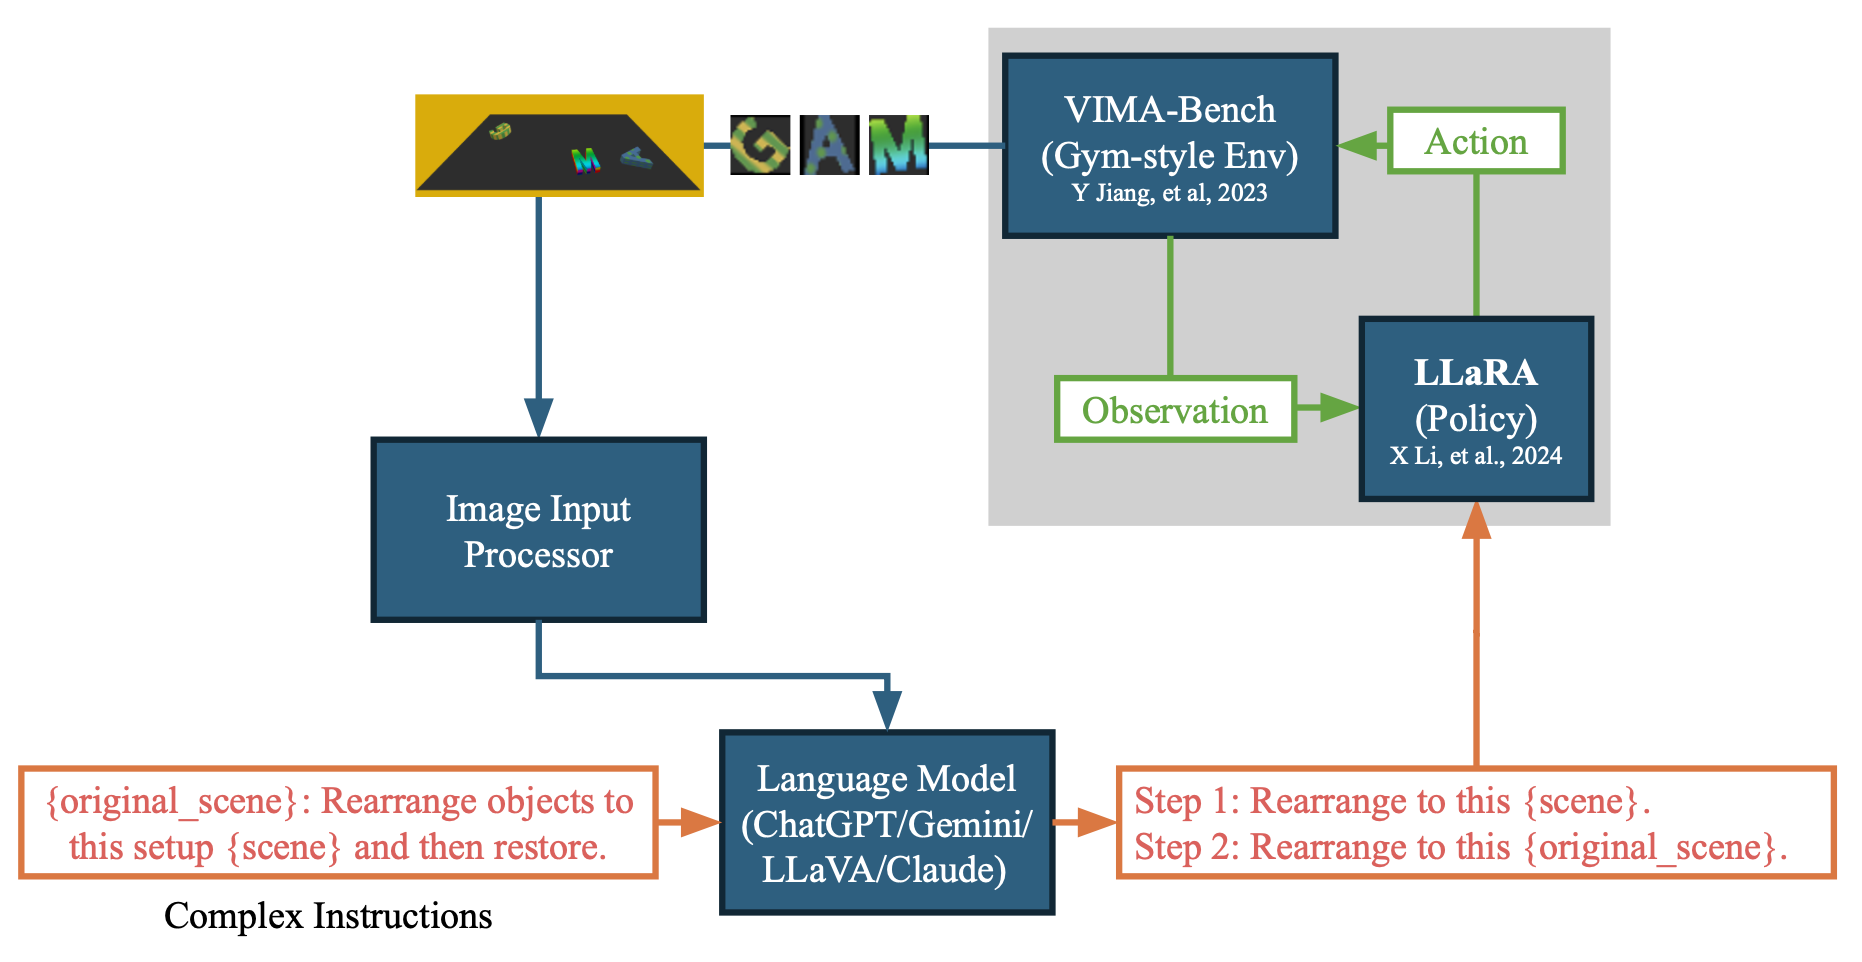 G A M
M
VIMA-Bench
(Gym-style Env)
Y Jiang, et al, 2023
Action
Observation
LLaRA
(Policy)
X Li, et al., 2024
Image Input
Processor
{original_scene}: Rearrange objects to
this setup {scene} and then restore.
Complex Instructions
Language Model
(ChatGPT/Gemini/
LLaVA/Claude)
Step 1: Rearrange to this {scene}.
Step 2: Rearrange to this {original_scene}.